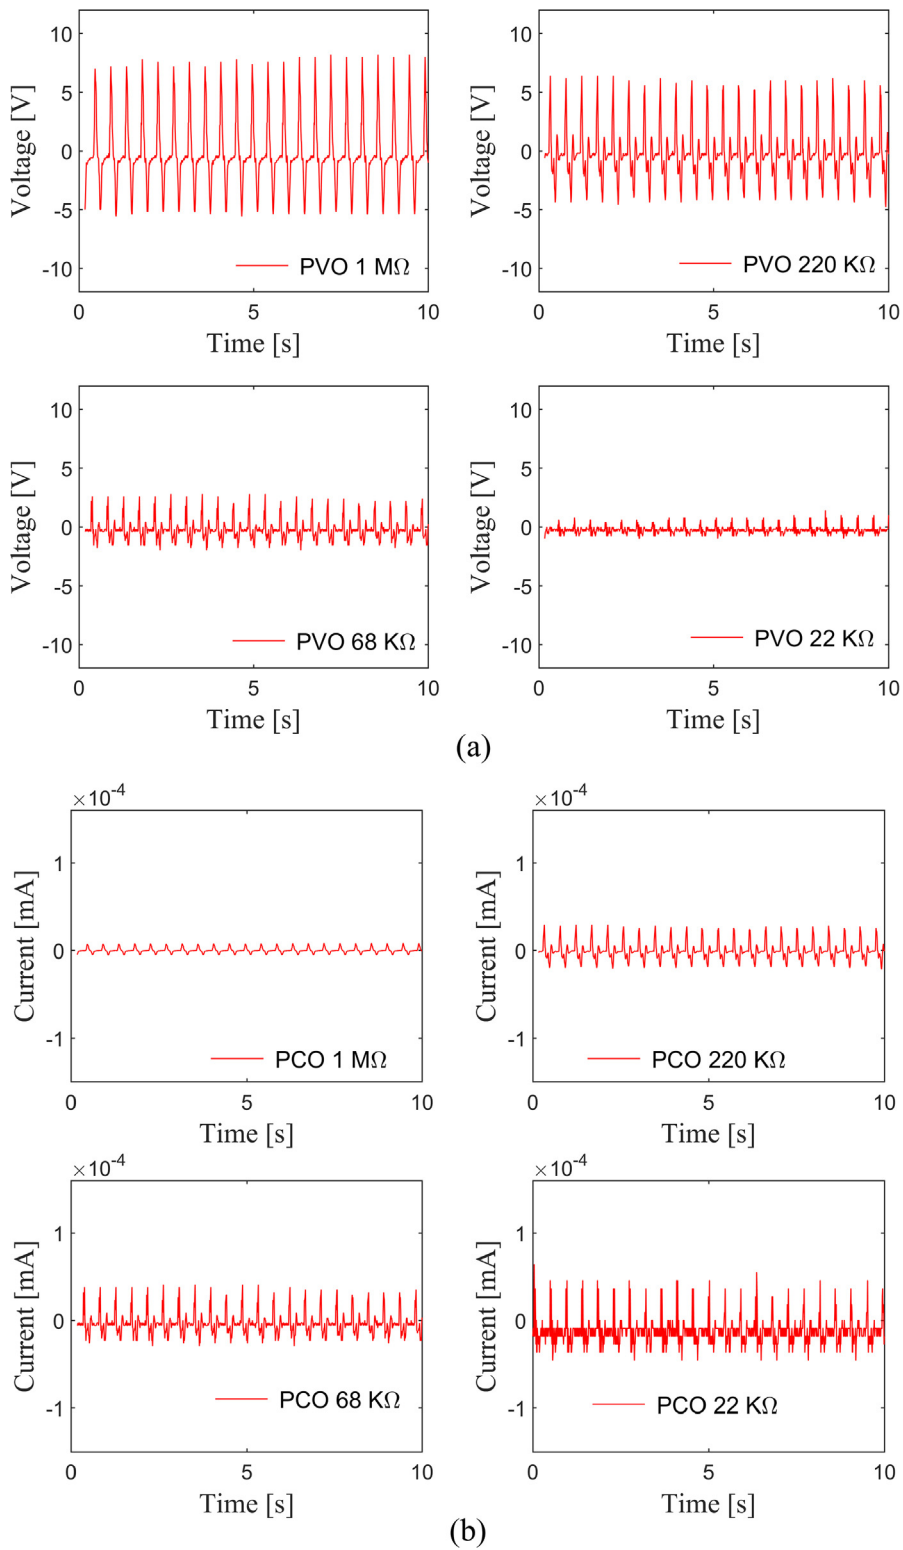 10
5
0
-5
-10
Voltage [V]
PVO 1 MΩ
0 5 10
Time [s]
10
5
0
-5
-10
Voltage [V]
PVO 220 KΩ
0 5 10
Time [s]
10
5
0
-5
-10
Voltage [V]
PVO 68 KΩ
0 5 10
Time [s]
10
5
0
-5
-10
Voltage [V]
PVO 22 KΩ
0 5 10
Time [s]
(a)
×10-4
1
0
-1
Current [mA]
PCO 1 MΩ
0 5 10
Time [s]
×10-4
1
0
-1
Current [mA]
PCO 220 KΩ
0 5 10
Time [s]
×10-4
1
0
-1
Current [mA]
PCO 68 KΩ
0 5 10
Time [s]
×10-4
1
0
-1
Current [mA]
PCO 22 KΩ
0 5 10
Time [s]
(b)